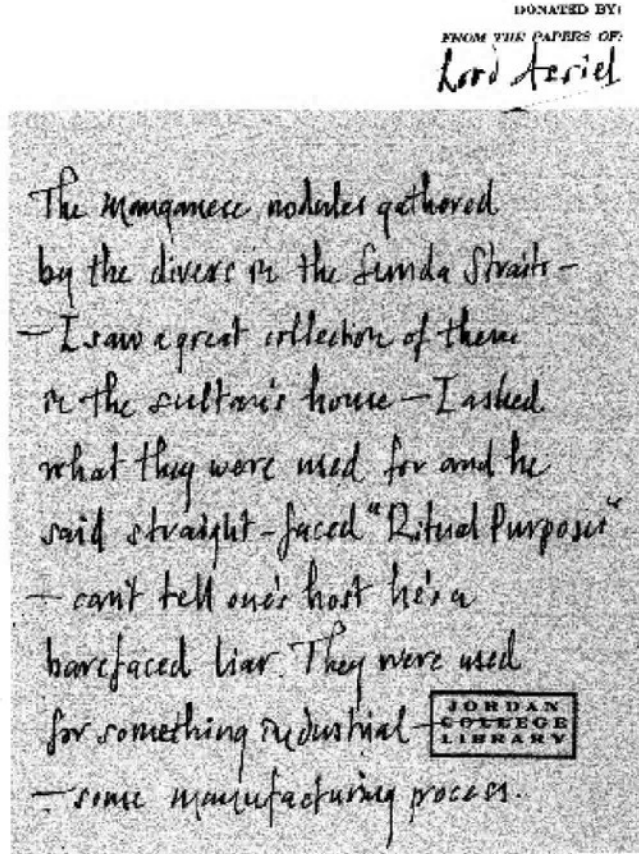 DONATED BY:
FROM THE PAPERS OF:
Lord Asriel
The manganese nodules gathered
by the divers in the Sunda Straits –
– I saw a great collection of them
in the sultan's house – I asked
what they were used for and he
said straight-faced "Ritual Purposes"
– can't tell one's host he's a
barefaced liar. They were used
for something industrial –
– some manufacturing process.
JORDAN
COLLEGE
LIBRARY